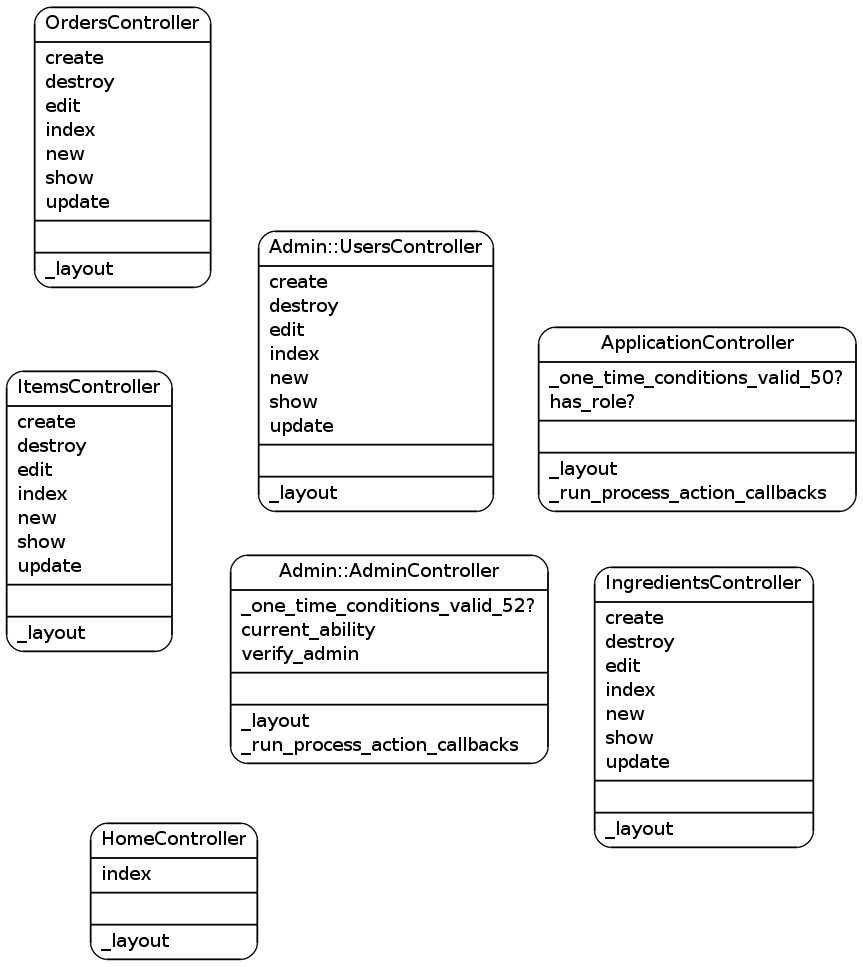 OrdersController
create
destroy
edit
index
new
show
update
_layout
Admin::UsersController
create
destroy
edit
index
new
show
update
_layout
ApplicationController
_one_time_conditions_valid_50?
has_role?
_layout
_run_process_action_callbacks
ItemsController
create
destroy
edit
index
new
show
update
_layout
Admin::AdminController
_one_time_conditions_valid_52?
current_ability
verify_admin
_layout
_run_process_action_callbacks
IngredientsController
create
destroy
edit
index
new
show
update
_layout
HomeController
index
_layout